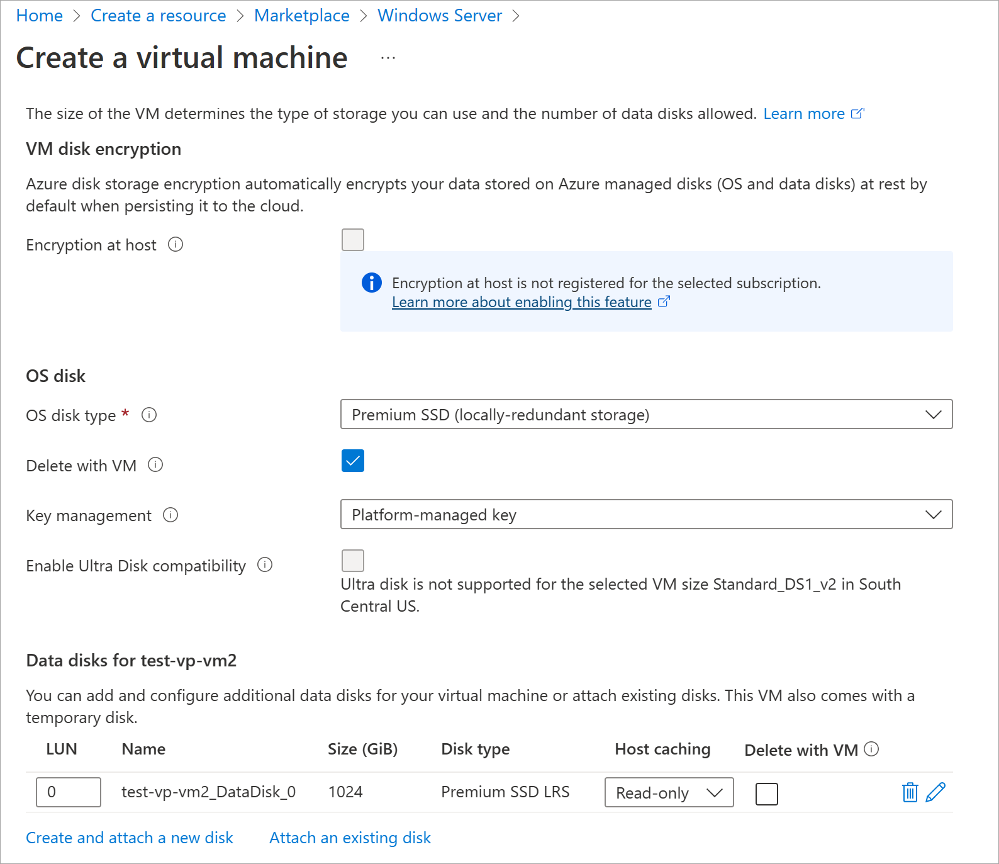 Home > Create a resource > Marketplace > Windows Server >
Create a virtual machine ...
The size of the VM determines the type of storage you can use and the number of data disks allowed. Learn more
VM disk encryption
Azure disk storage encryption automatically encrypts your data stored on Azure managed disks (OS and data disks) at rest by
default when persisting it to the cloud.
Encryption at host
Encryption at host is not registered for the selected subscription.
Learn more about enabling this feature
OS disk
OS disk type *
Premium SSD (locally-redundant storage)
Delete with VM
Key management
Platform-managed key
Enable Ultra Disk compatibility
Ultra disk is not supported for the selected VM size Standard_DS1_v2 in South
Central US.
Data disks for test-vp-vm2
You can add and configure additional data disks for your virtual machine or attach existing disks. This VM also comes with a
temporary disk.
LUN Name Size (GiB) Disk type Host caching Delete with VM
0 test-vp-vm2_DataDisk_0 1024 Premium SSD LRS Read-only
Create and attach a new disk Attach an existing disk